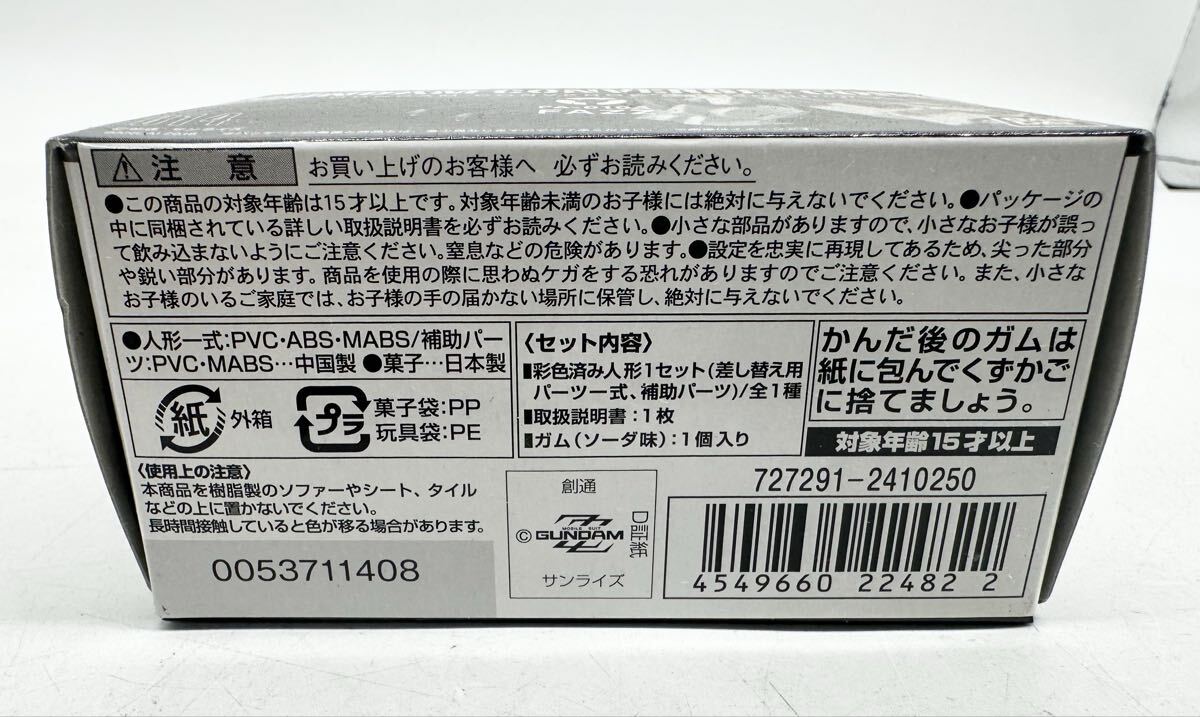 ⚠注 意 お買い上げのお客様へ 必ずお読みください。
●この商品の対象年齢は15才以上です。対象年齢未満のお子様には絶対に与えないでください。●パッケージの
中に同梱されている詳しい取扱説明書を必ずお読みください。●小さな部品がありますので、小さなお子様が誤っ
て飲み込まないようにご注意ください。窒息などの危険があります。●設定を忠実に再現してあるため、尖った部分
や鋭い部分があります。商品を使用の際に思わぬケガをする恐れがありますのでご注意ください。また、小さな
お子様のいるご家庭では、お子様の手の届かない場所に保管し、絶対に与えないでください。
●人形一式:PVC・ABS・MABS/補助パー
ツ:PVC・MABS…中国製 ●菓子…日本製
紙 外箱
プラ 菓子袋:PP
玩具袋:PE
〈使用上の注意〉
本商品を樹脂製のソファーやシート、タイル
などの上に置かないでください。
長時間接触していると色が移る場合があります。
0053711408
〈セット内容〉
■彩色済み人形1セット(差し替え用
パーツ一式、補助パーツ)/全1種
■取扱説明書:1枚
■ガム(ソーダ味):1個入り
かんだ後のガムは
紙に包んでくずかご
に捨てましょう。
対象年齢15才以上
創通
© MOBILE SUIT
GUNDAM
サンライズ
D証紙
727291-2410250
4549660 22482 2